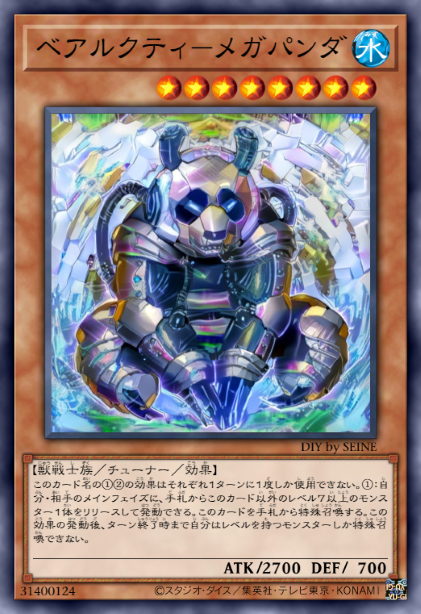 ベアルクティーメガパンダ
水
DIY by SEINE
【獣戦士族／チューナー／効果】
このカード名の①②の効果はそれぞれ1ターンに1度しか使用できない。①：自
分・相手のメインフェイズに、手札からこのカード以外のレベル7以上のモンス
ター1体をリリースして発動できる。このカードを手札から特殊召喚する。この
効果の発動後、ターン終了時まで自分はレベルを持つモンスターしか特殊召
喚できない。
ATK/2700 DEF/ 700
31400124 ©スタジオ・ダイス／集英社・テレビ東京・KONAMI